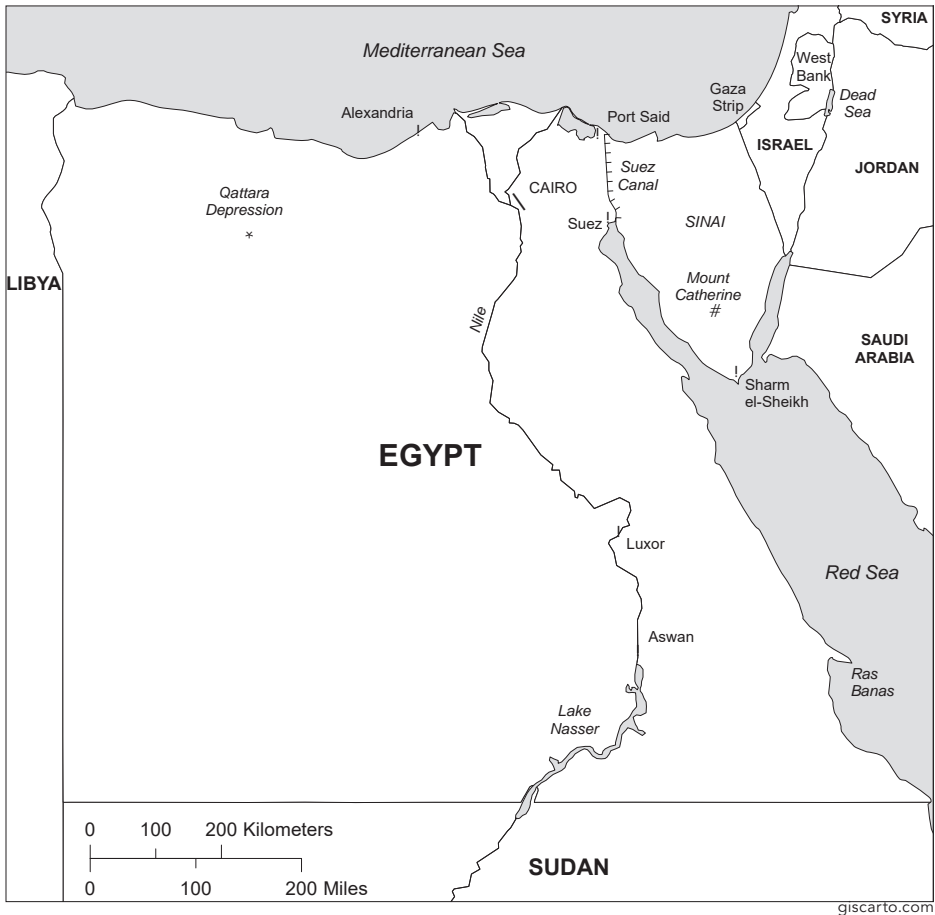 SYRIA
Mediterranean Sea
West
Bank
Gaza
Strip
Dead
Sea
Alexandria
Port Said
ISRAEL
JORDAN
Suez
Canal
Qattara
Depression
*
CAIRO
SINAI
Suez
LIBYA
Mount
Catherine
#
Nile
SAUDI
ARABIA
Sharm
el-Sheikh
EGYPT
Luxor
Red Sea
Aswan
Ras
Banas
Lake
Nasser
0 100 200 Kilometers
0 100 200 Miles
SUDAN
giscarto.com